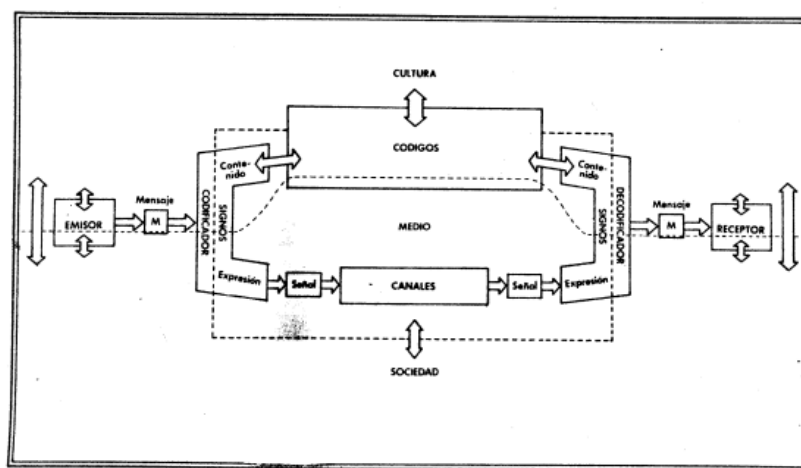 CULTURA
CÓDIGOS
Conte-
nido
Conte-
nido
CODIFICADOR
SIGNOS
SIGNOS
DECODIFICADOR
Mensaje
Mensaje
EMISOR
M
M
RECEPTOR
MEDIO
Expresión
Señal
CANALES
Señal
Expresión
SOCIEDAD